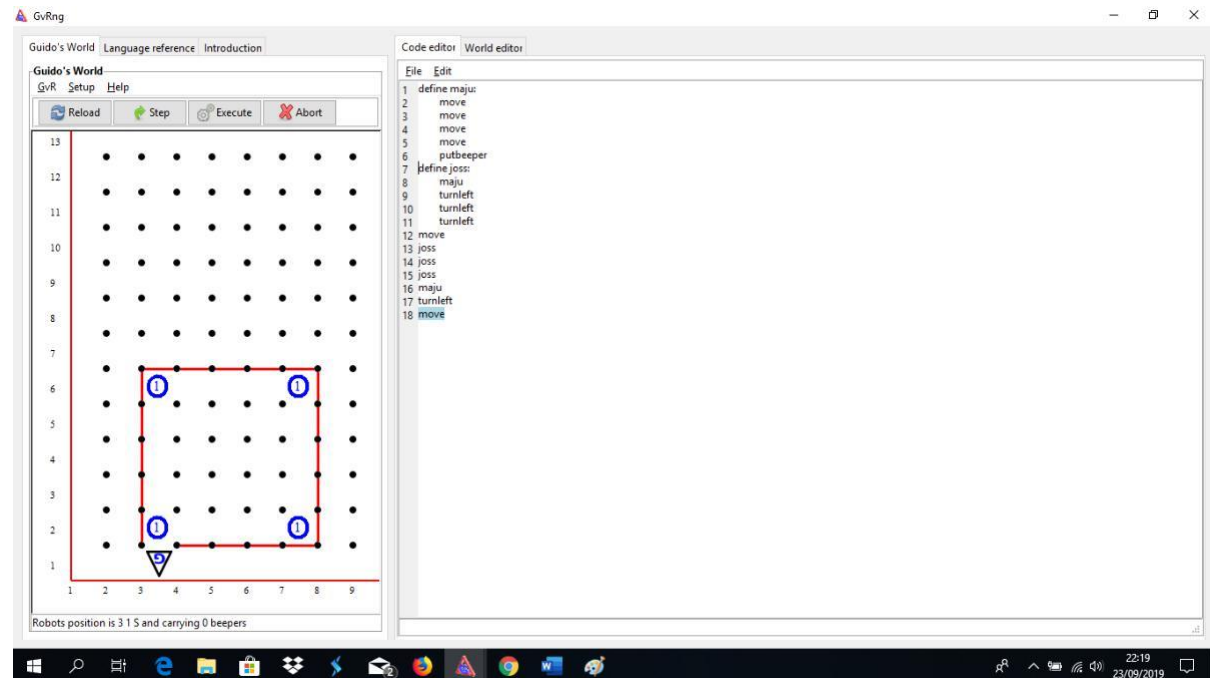 GvRng
Guido's World Language reference Introduction
Guido's World
GvR Setup Help
Reload Step Execute Abort
13
12
11
10
9
8
7
6
5
4
3
2
1
1 1
1 1
G
1 2 3 4 5 6 7 8 9
Robots position is 3 1 S and carrying 0 beepers
Code editor World editor
File Edit
1 define maju:
2 move
3 move
4 move
5 move
6 putbeeper
7 define joss:
8 maju
9 turnleft
10 turnleft
11 turnleft
12 move
13 joss
14 joss
15 joss
16 maju
17 turnleft
18 move
2
22:19
23/09/2019